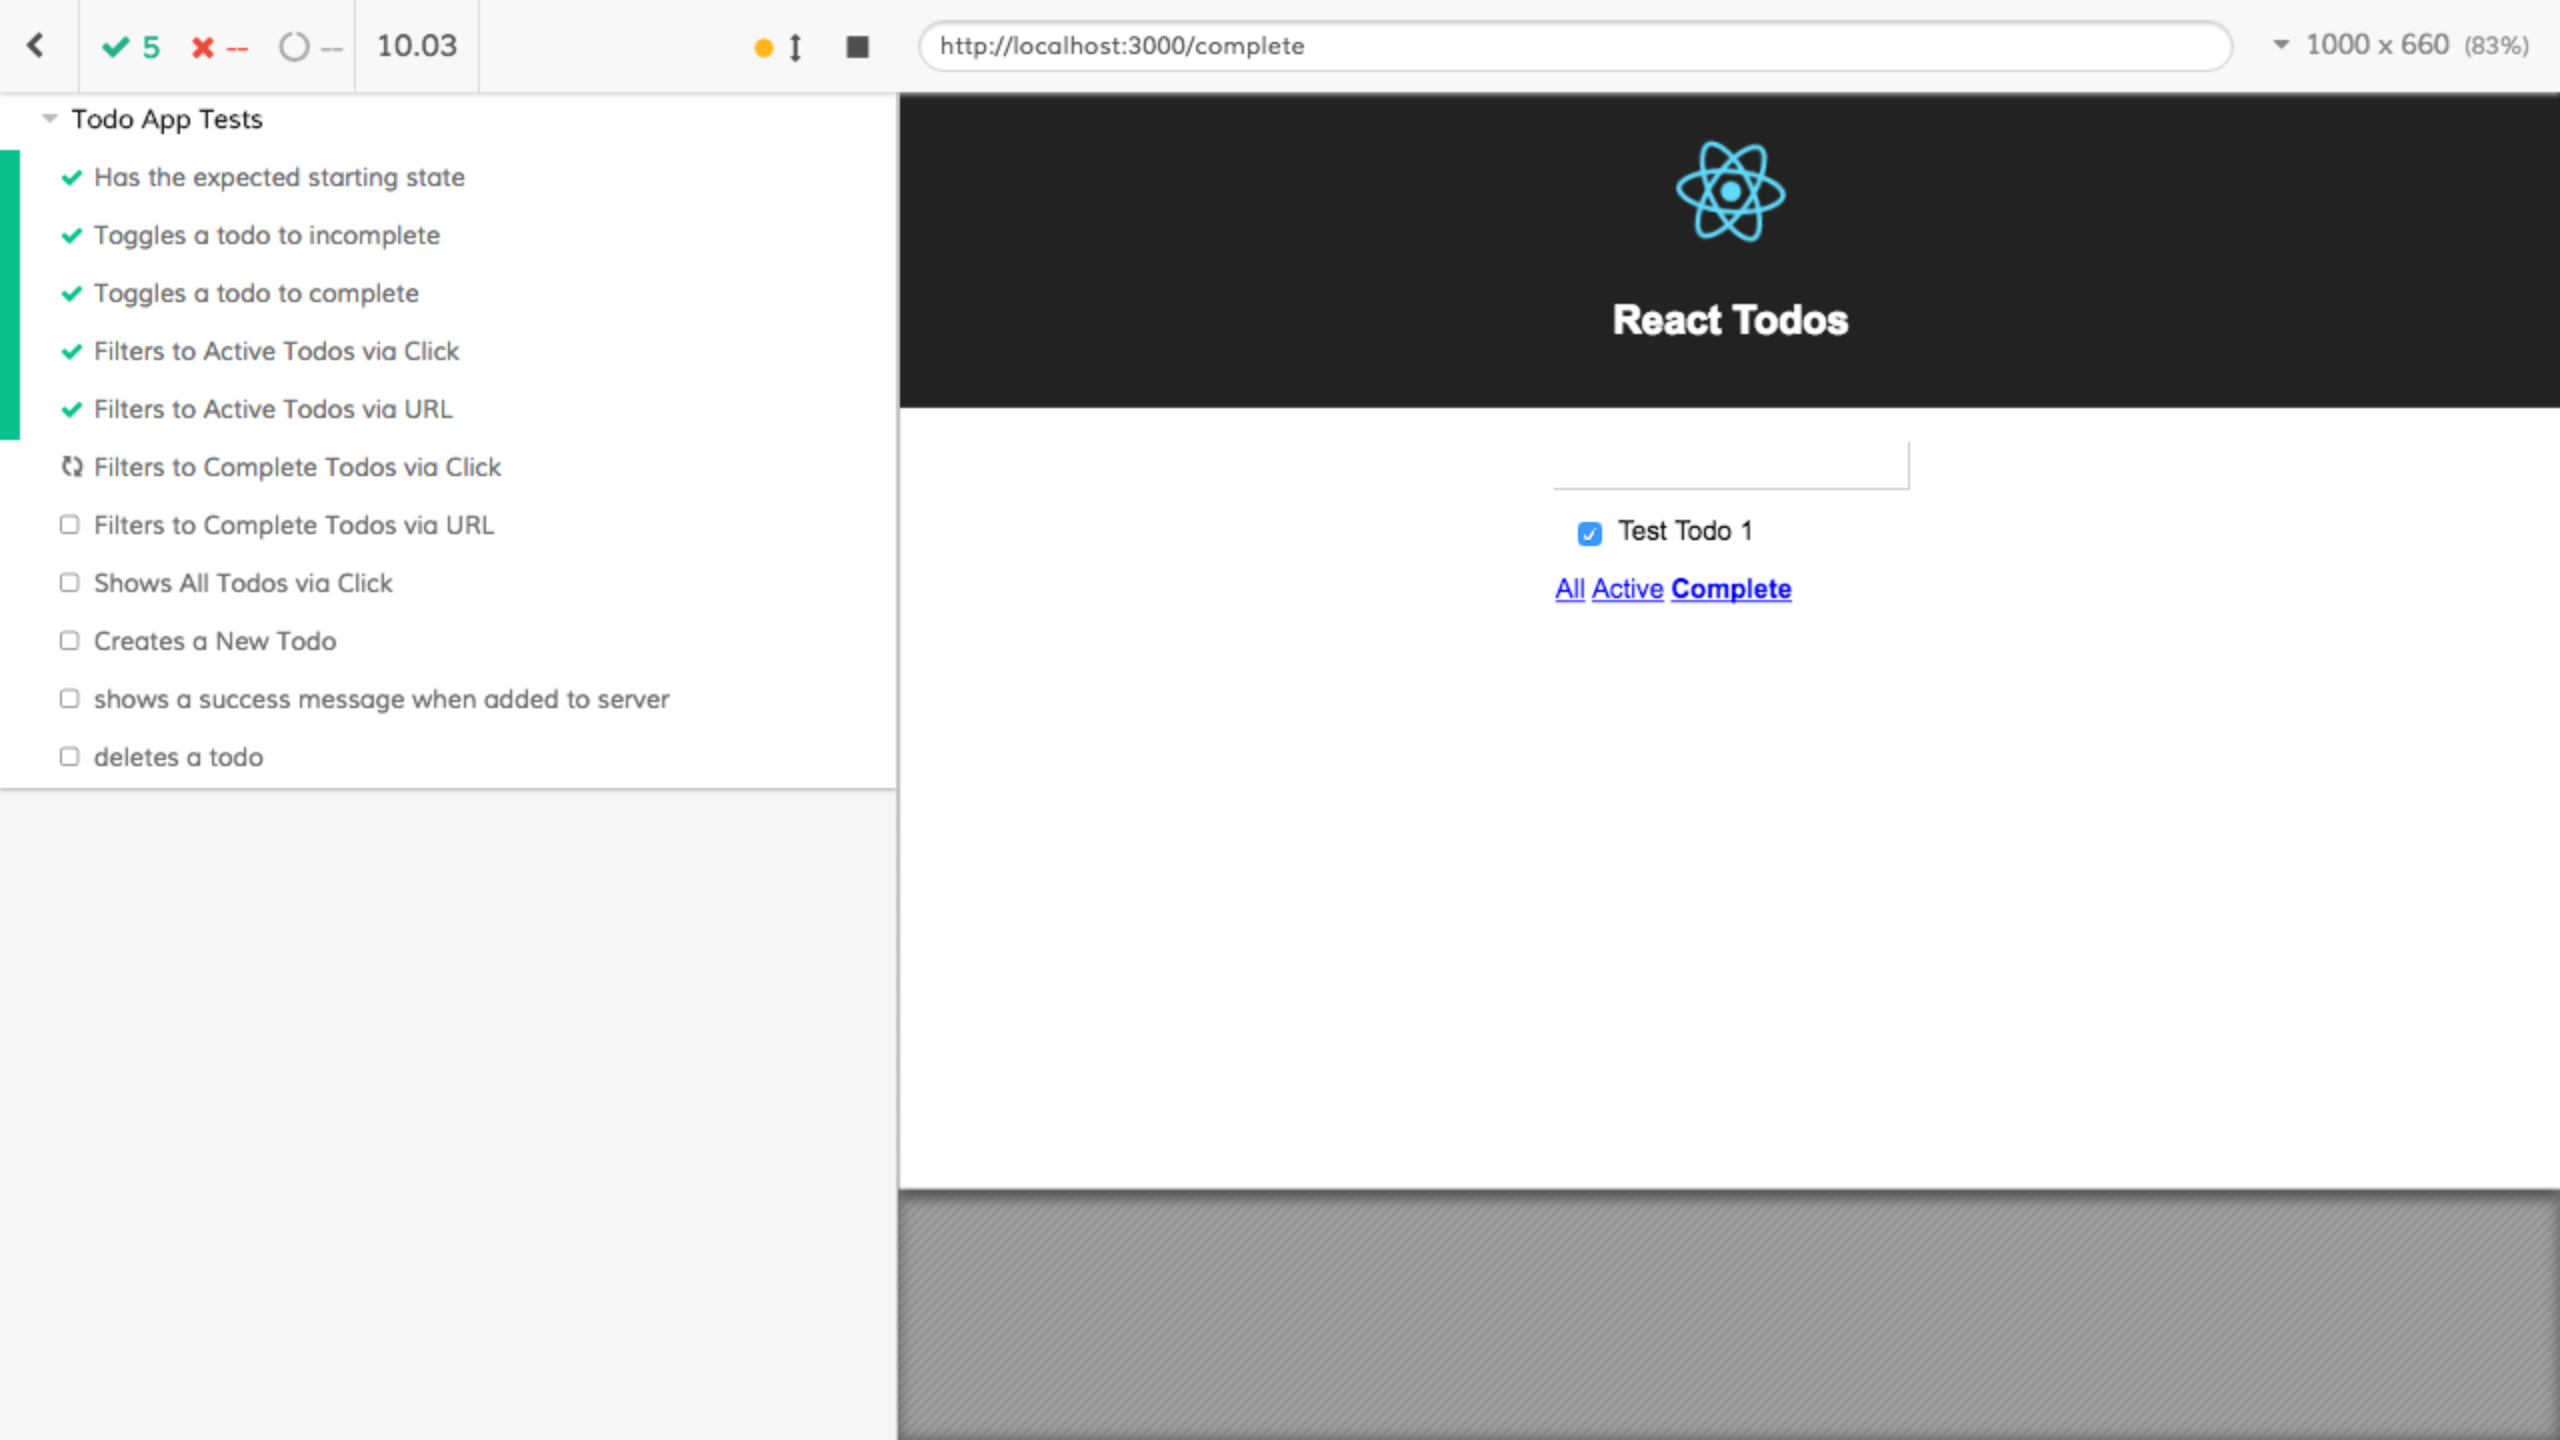 5 -- -- 10.03 http://localhost:3000/complete 1000 x 660 (83%)
Todo App Tests
Has the expected starting state
Toggles a todo to incomplete
Toggles a todo to complete
Filters to Active Todos via Click
Filters to Active Todos via URL
Filters to Complete Todos via Click
Filters to Complete Todos via URL
Shows All Todos via Click
Creates a New Todo
shows a success message when added to server
deletes a todo
React Todos
Test Todo 1
All Active Complete